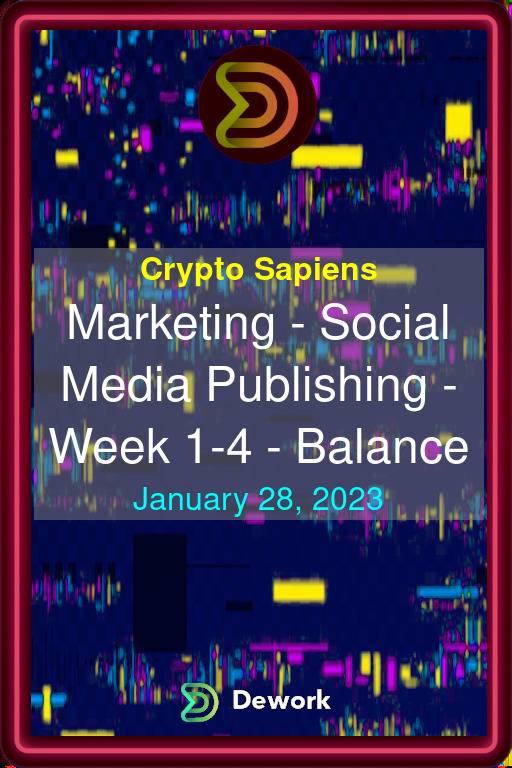 Crypto Sapiens
Marketing - Social
Media Publishing -
Week 1-4 - Balance
January 28, 2023
Dework